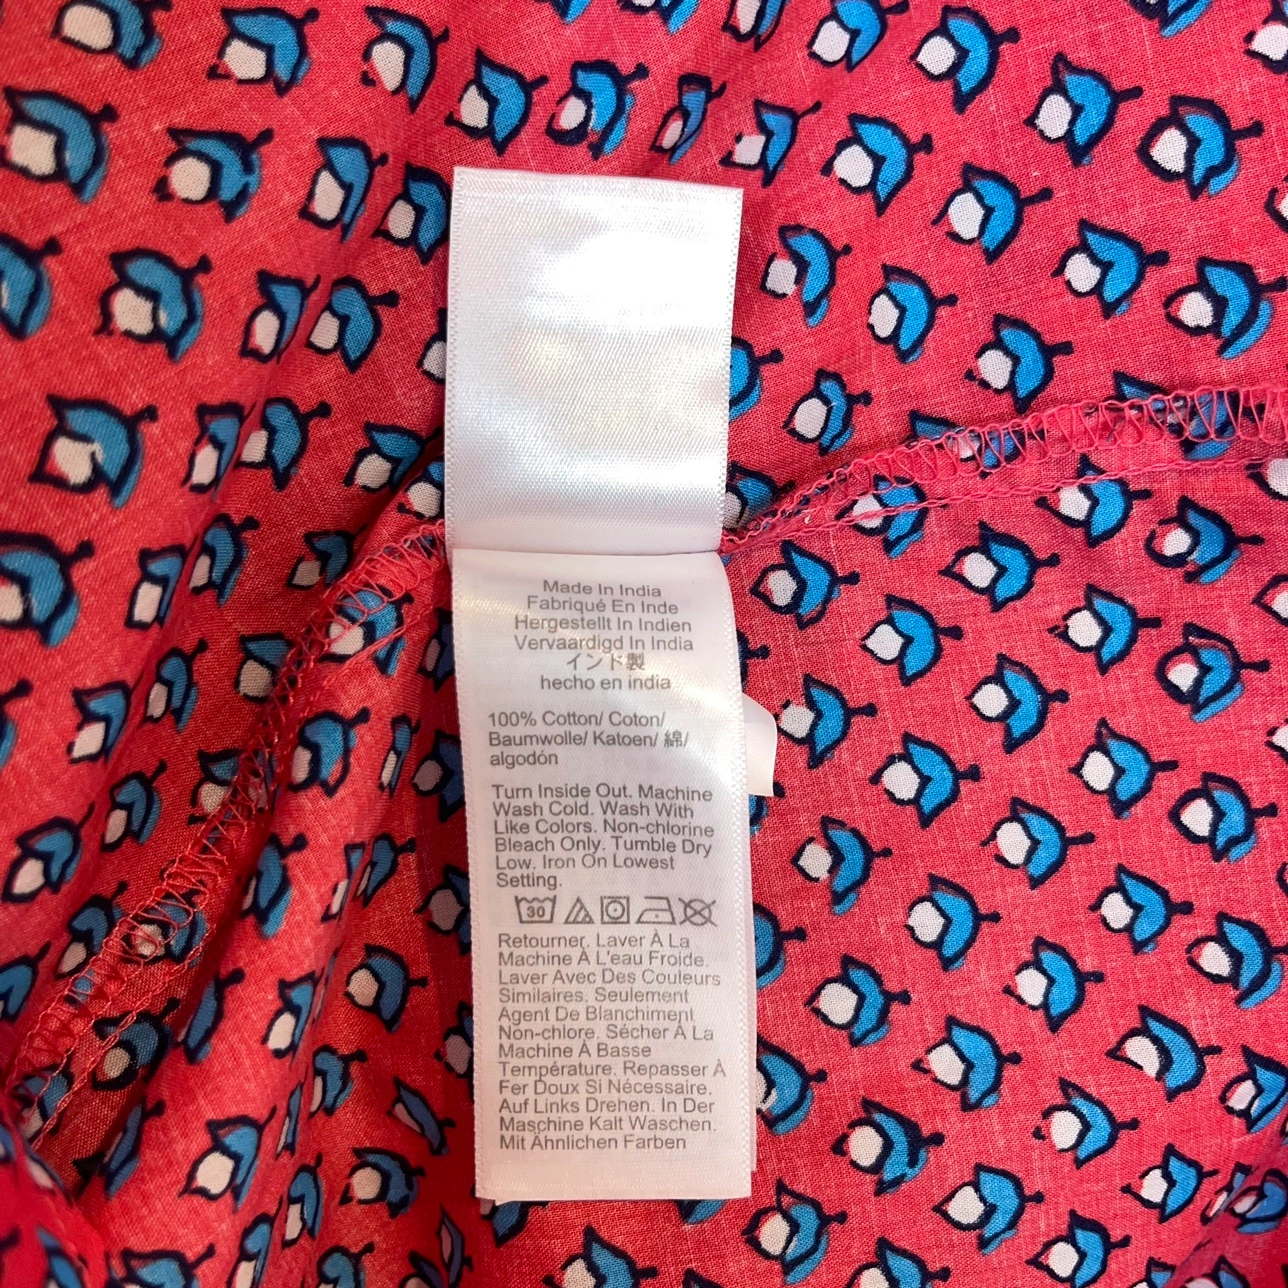 Made In India
Fabriqué En Inde
Hergestellt In Indien
Vervaardigd In India
インド製
hecho en india
100% Cotton/ Coton/
Baumwolle/ Katoen/ 綿/
algodón
Turn Inside Out. Machine
Wash Cold. Wash With
Like Colors. Non-chlorine
Bleach Only. Tumble Dry
Low. Iron On Lowest
Setting.
30
Retourner. Laver À La
Machine À L'eau Froide.
Laver Avec Des Couleurs
Similaires. Seulement
Agent De Blanchiment
Non-chlore. Sécher À La
Machine À Basse
Température. Repasser À
Fer Doux Si Nécessaire.
Auf Links Drehen. In Der
Maschine Kalt Waschen.
Mit Ähnlichen Farben